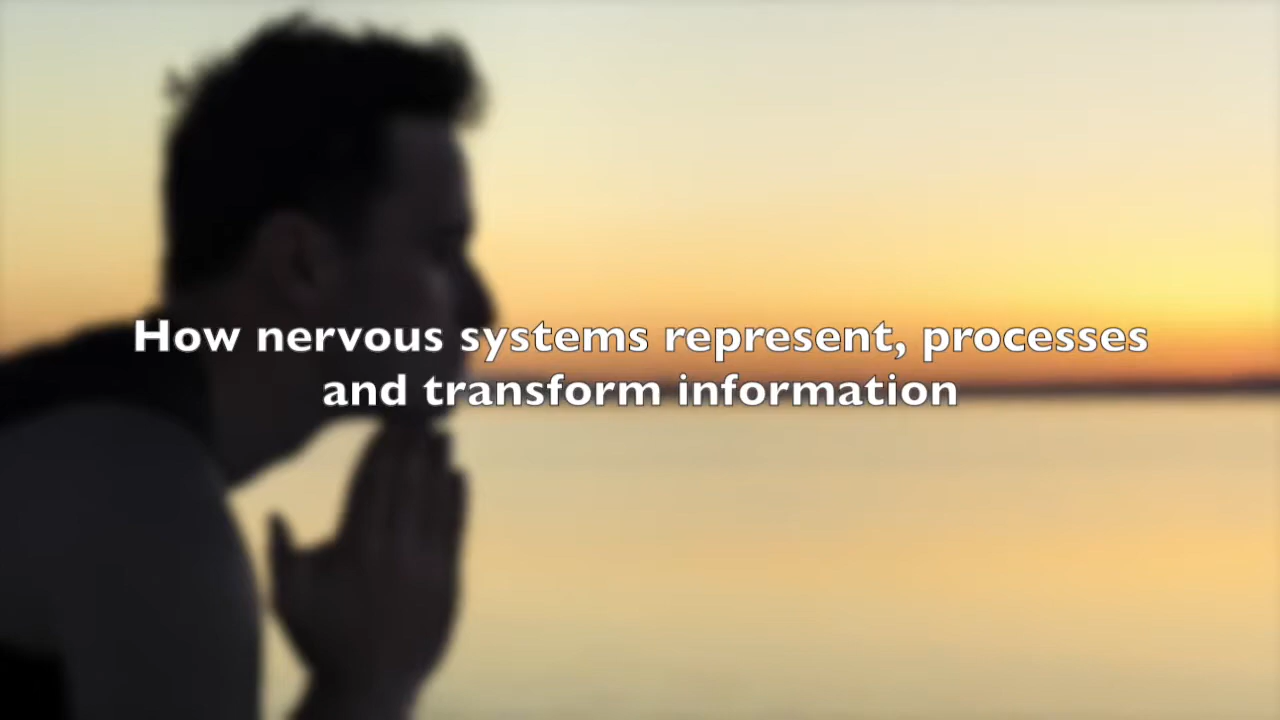 How nervous systems represent, processes
and transform information